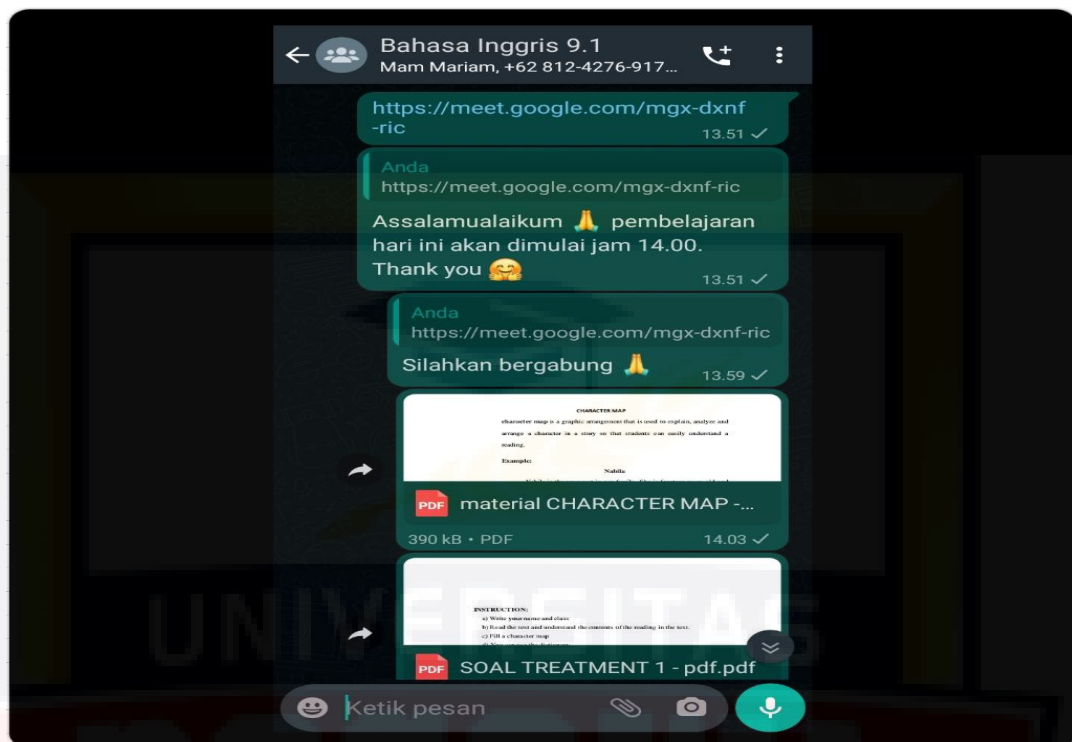 Bahasa Inggris 9.1
Mam Mariam, +62 812-4276-917...
https://meet.google.com/mgx-dxnf
-ric
13.51
Anda
https://meet.google.com/mgx-dxnf-ric
Assalamualaikum 🙏 pembelajaran
hari ini akan dimulai jam 14.00.
Thank you 🤗
13.51
Anda
https://meet.google.com/mgx-dxnf-ric
Silahkan bergabung 🙏
13.59
CHARACTER MAP
character map is a graphic arrangement that is used to explain, analyze and
arrange a character in a story so that students can easily understand a
reading.
Example:
Nabila
PDF material CHARACTER MAP -...
390 kB • PDF
14.03
INSTRUCTION:
a) Write your name and class
b) Read the text and understand the contents of the reading in the text.
c) Fill a character map
PDF SOAL TREATMENT 1 - pdf.pdf
Ketik pesan
UNIVERSITAS